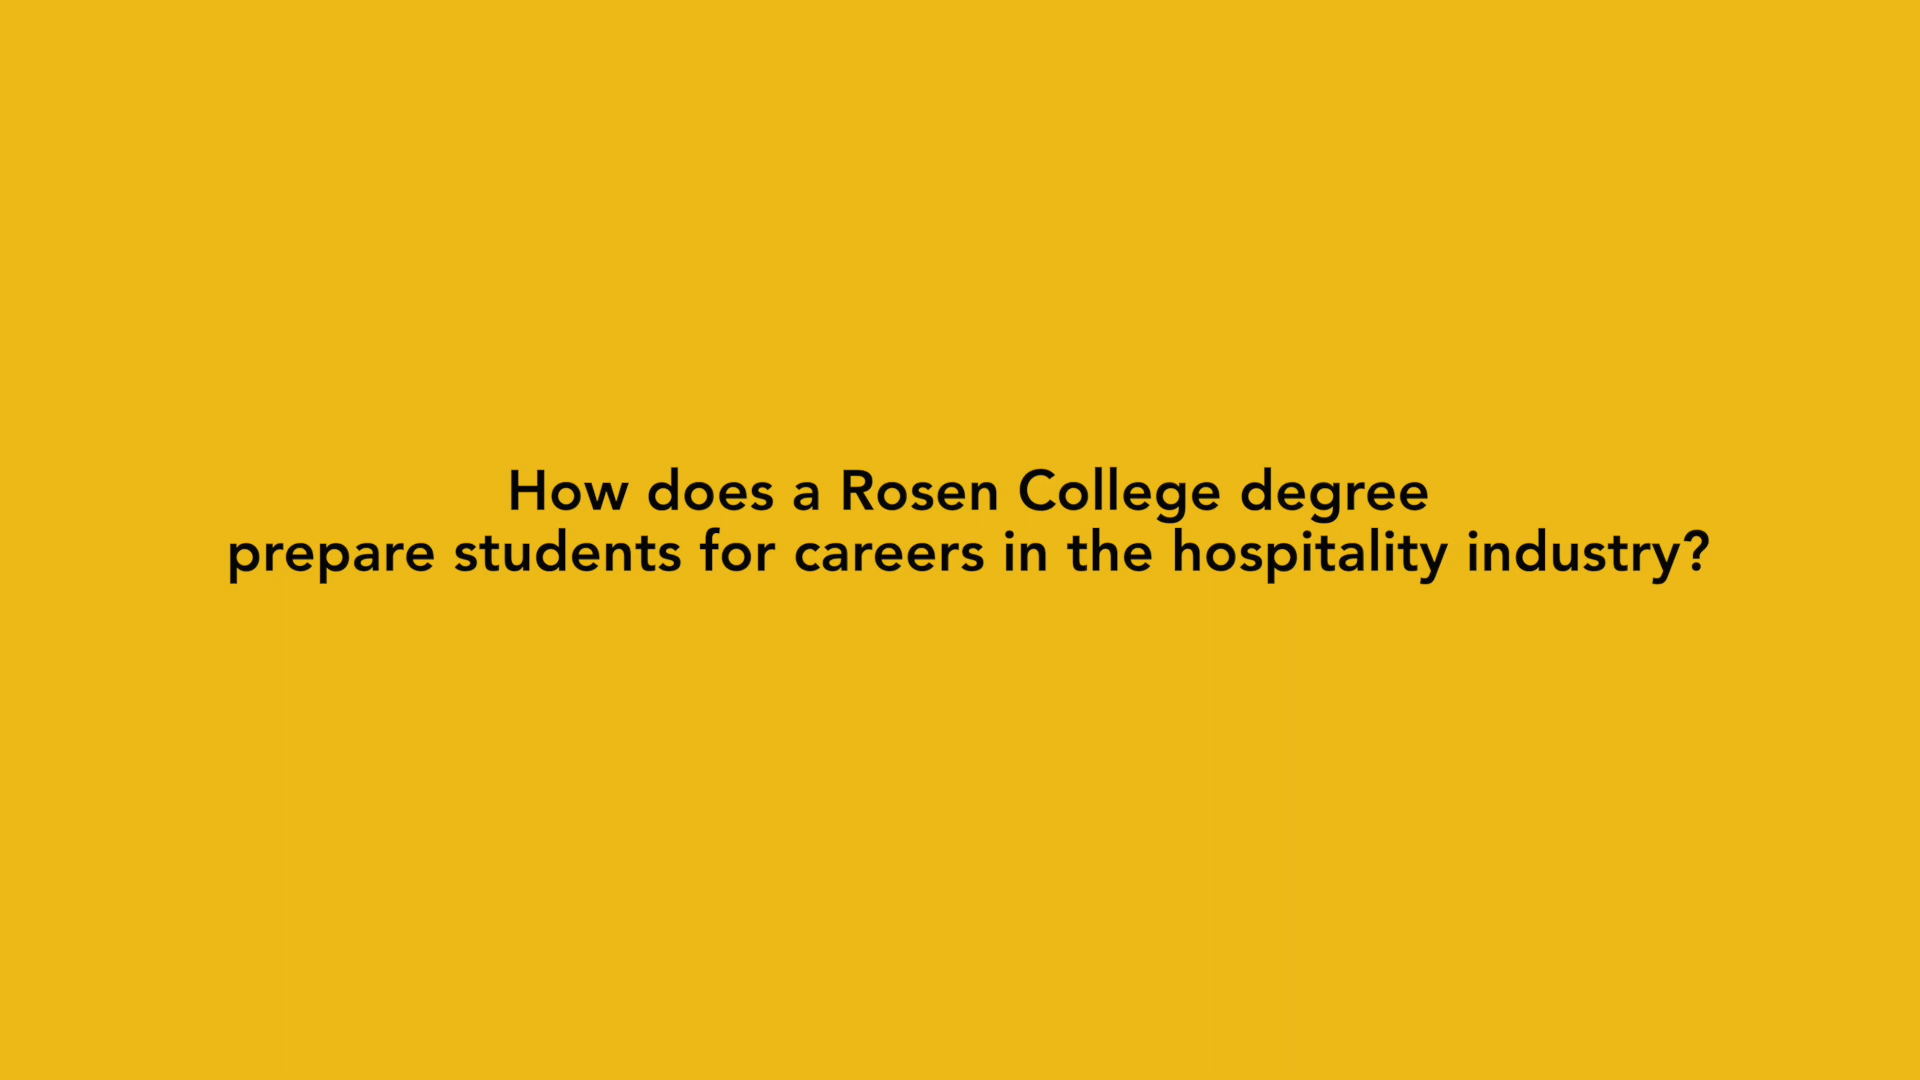 How does a Rosen College degree
prepare students for careers in the hospitality industry?